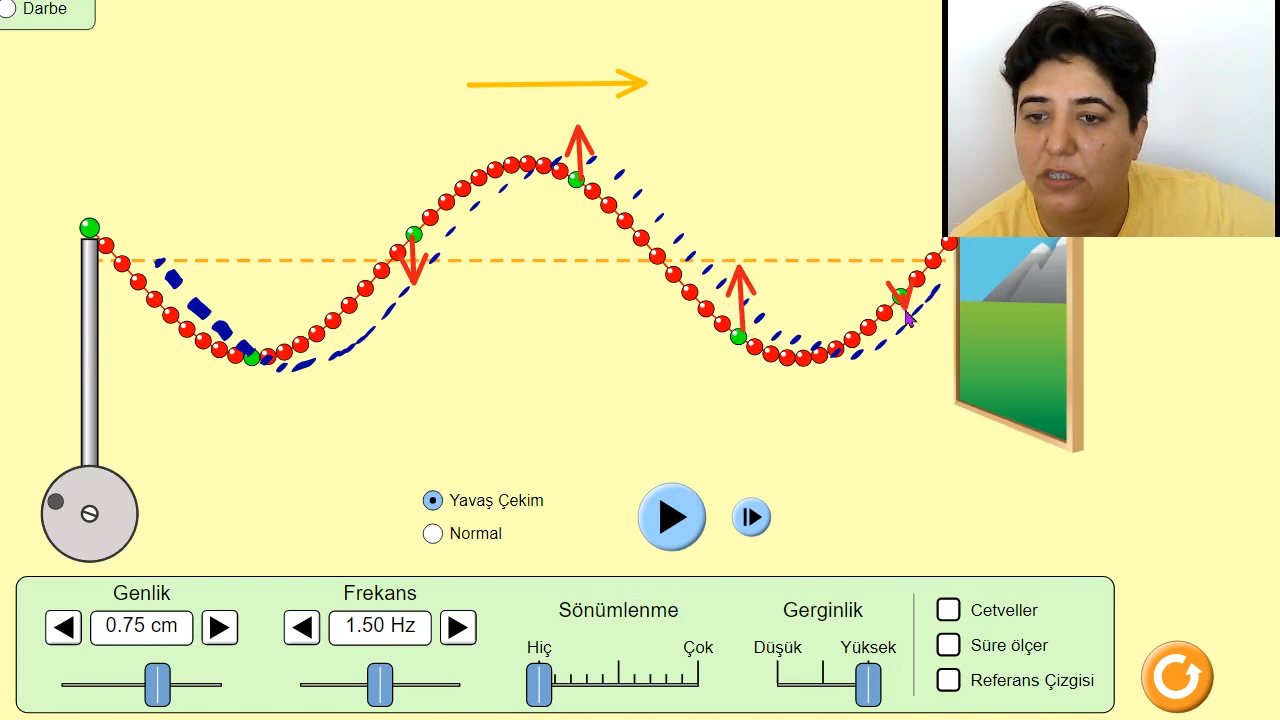 Darbe
Yavaş Çekim
Normal
Genlik
0.75 cm
Frekans
1.50 Hz
Sönümlenme
Hiç
Çok
Gerginlik
Düşük
Yüksek
Cetveller
Süre ölçer
Referans Çizgisi